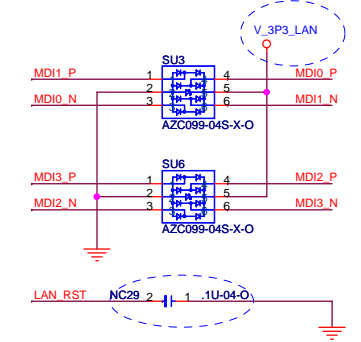 V_3P3_LAN
SU3
MDI1_P 1 4 MDI0_P
2 5
MDI0_N 3 6 MDI1_N
AZC099-04S-X-O
SU6
MDI3_P 1 4 MDI2_P
2 5
MDI2_N 3 6 MDI3_N
AZC099-04S-X-O
LAN_RST NC29 2 1 .1U-04-O